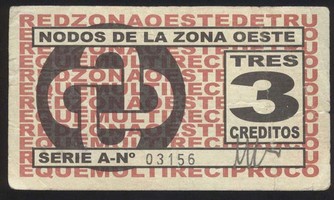 REDZONAOESTEDETRU
NODOS DE LA ZONA OESTE
TRES
3
CREDITOS
SERIE A-Nº 03156
EQUEMULTIRECIPROCO